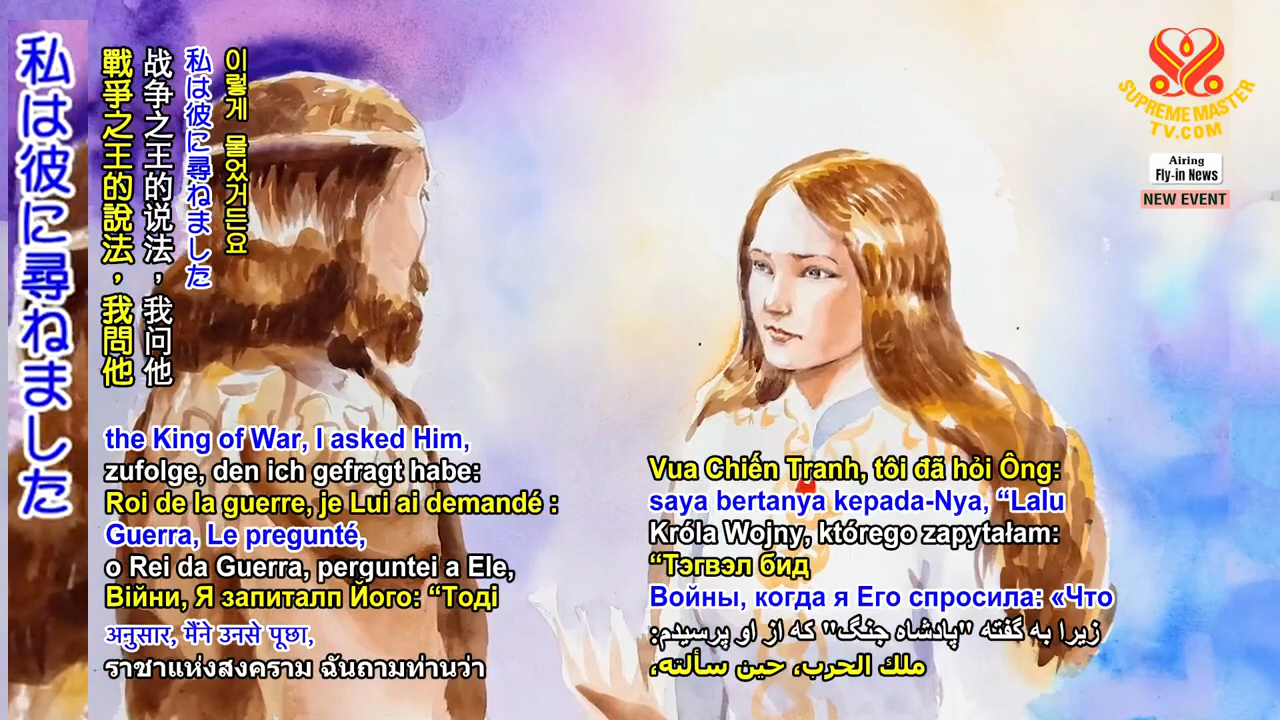 私は彼に尋ねました
戰爭之王的說法，我問他
战争之王的说法，我问他
私は彼に尋ねました
이렇게 물었거든요
SUPREME MASTER
TV.COM
Airing
Fly-in News
NEW EVENT
the King of War, I asked Him,
zufolge, den ich gefragt habe:
Roi de la guerre, je Lui ai demandé :
Guerra, Le pregunté,
o Rei da Guerra, perguntei a Ele,
Війни, Я запиталп Його: “Тоді
अनुसार, मैंने उनसे पूछा,
ราชาแห่งสงคราม ฉันถามท่านว่า
Vua Chiến Tranh, tôi đã hỏi Ông:
saya bertanya kepada-Nya, “Lalu
Króla Wojny, którego zapytałam:
“Тэгвэл бид
Войны, когда я Его спросила: «Что
زیرا به گفته "پادشاه جنگ" که از او پرسیدم:
ملك الحرب، حين سألته،